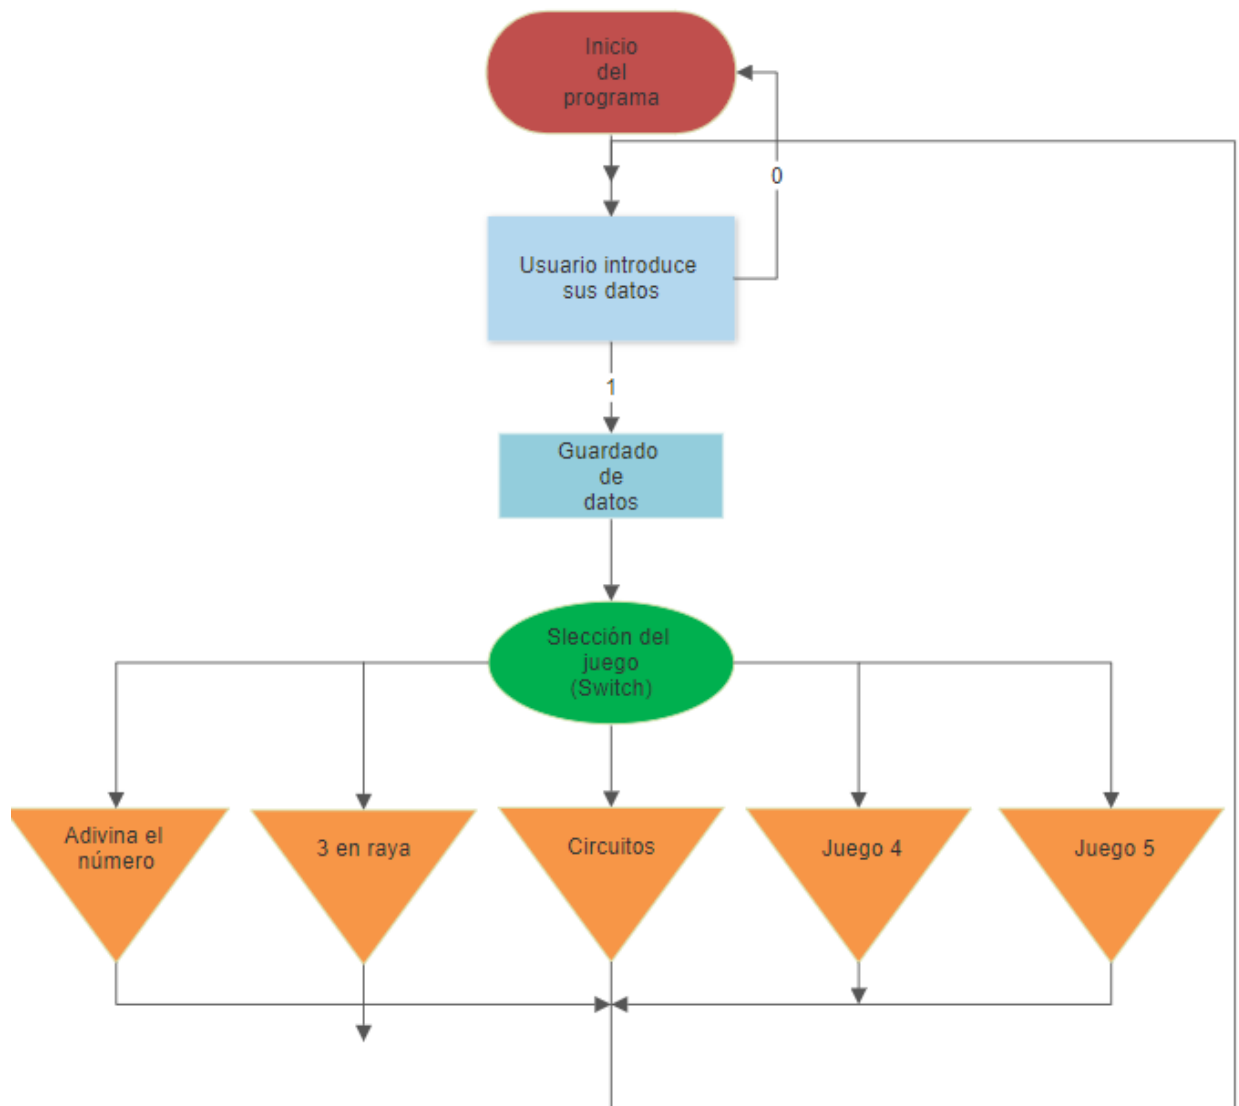 Inicio
del
programa
0
Usuario introduce
sus datos
1
Guardado
de
datos
Slección del
juego
(Switch)
Adivina el
número
3 en raya
Circuitos
Juego 4
Juego 5